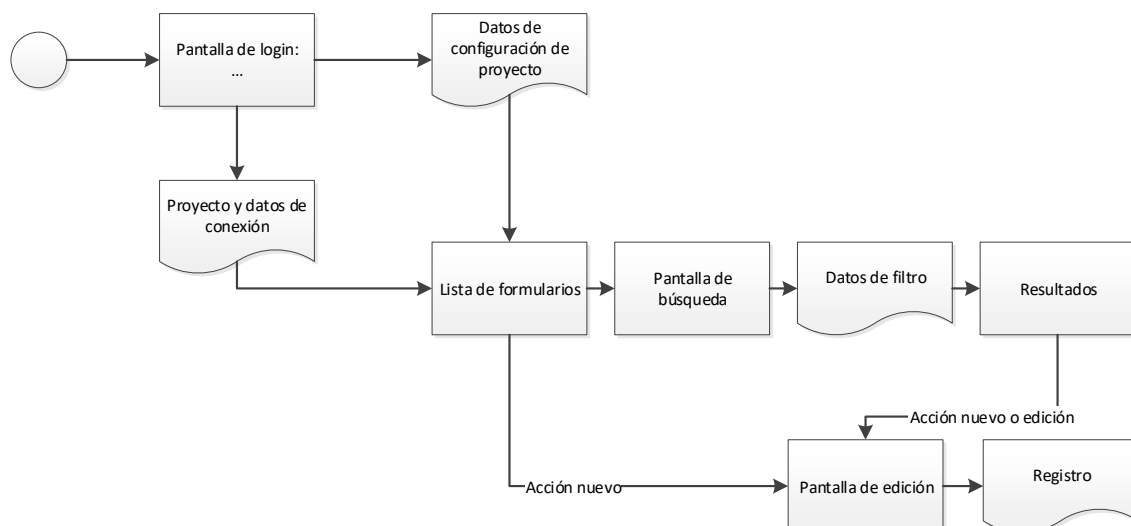 Pantalla de login:
...
Datos de
configuración de
proyecto
Proyecto y datos de
conexión
Lista de formularios
Pantalla de
búsqueda
Datos de filtro
Resultados
Acción nuevo o edición
Acción nuevo
Pantalla de edición
Registro